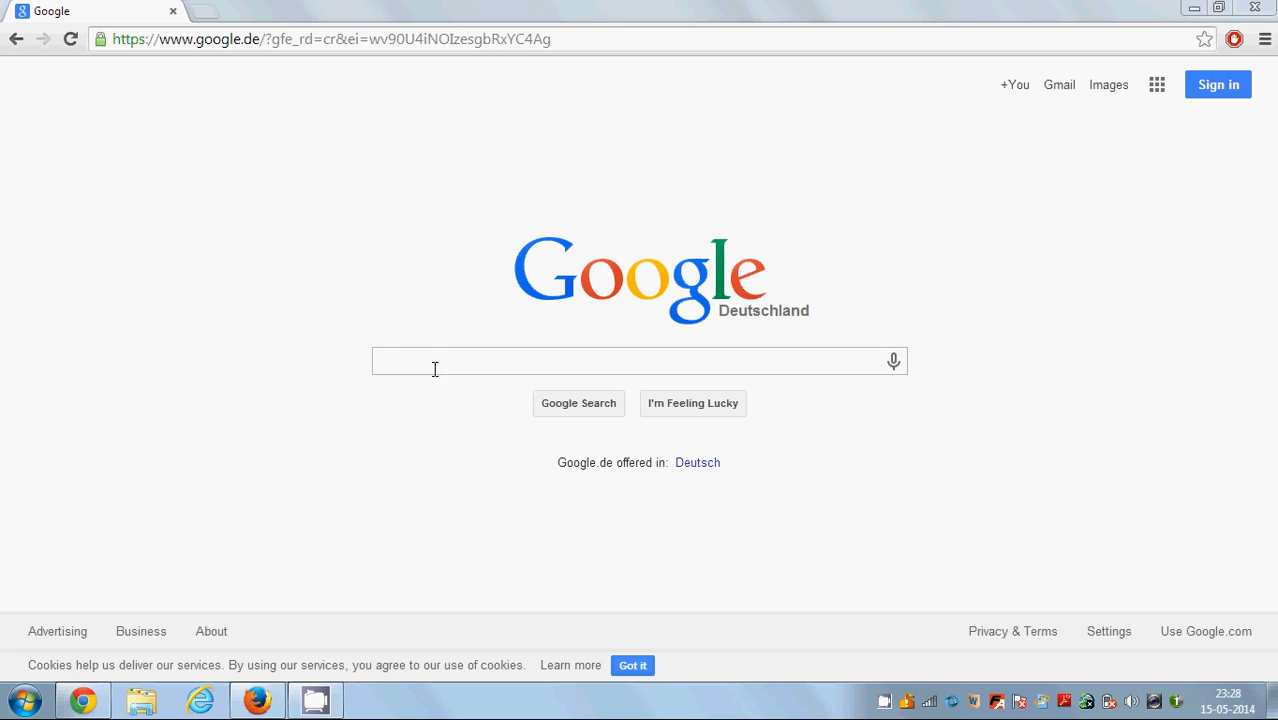 Google
https://www.google.de/?gfe_rd=cr&ei=wv90U4iNOIzesgbRxYC4Ag
+You Gmail Images Sign in
Google
Deutschland
Google Search I'm Feeling Lucky
Google.de offered in: Deutsch
Advertising Business About Privacy & Terms Settings Use Google.com
Cookies help us deliver our services. By using our services, you agree to our use of cookies. Learn more Got it
23:28
15-05-2014